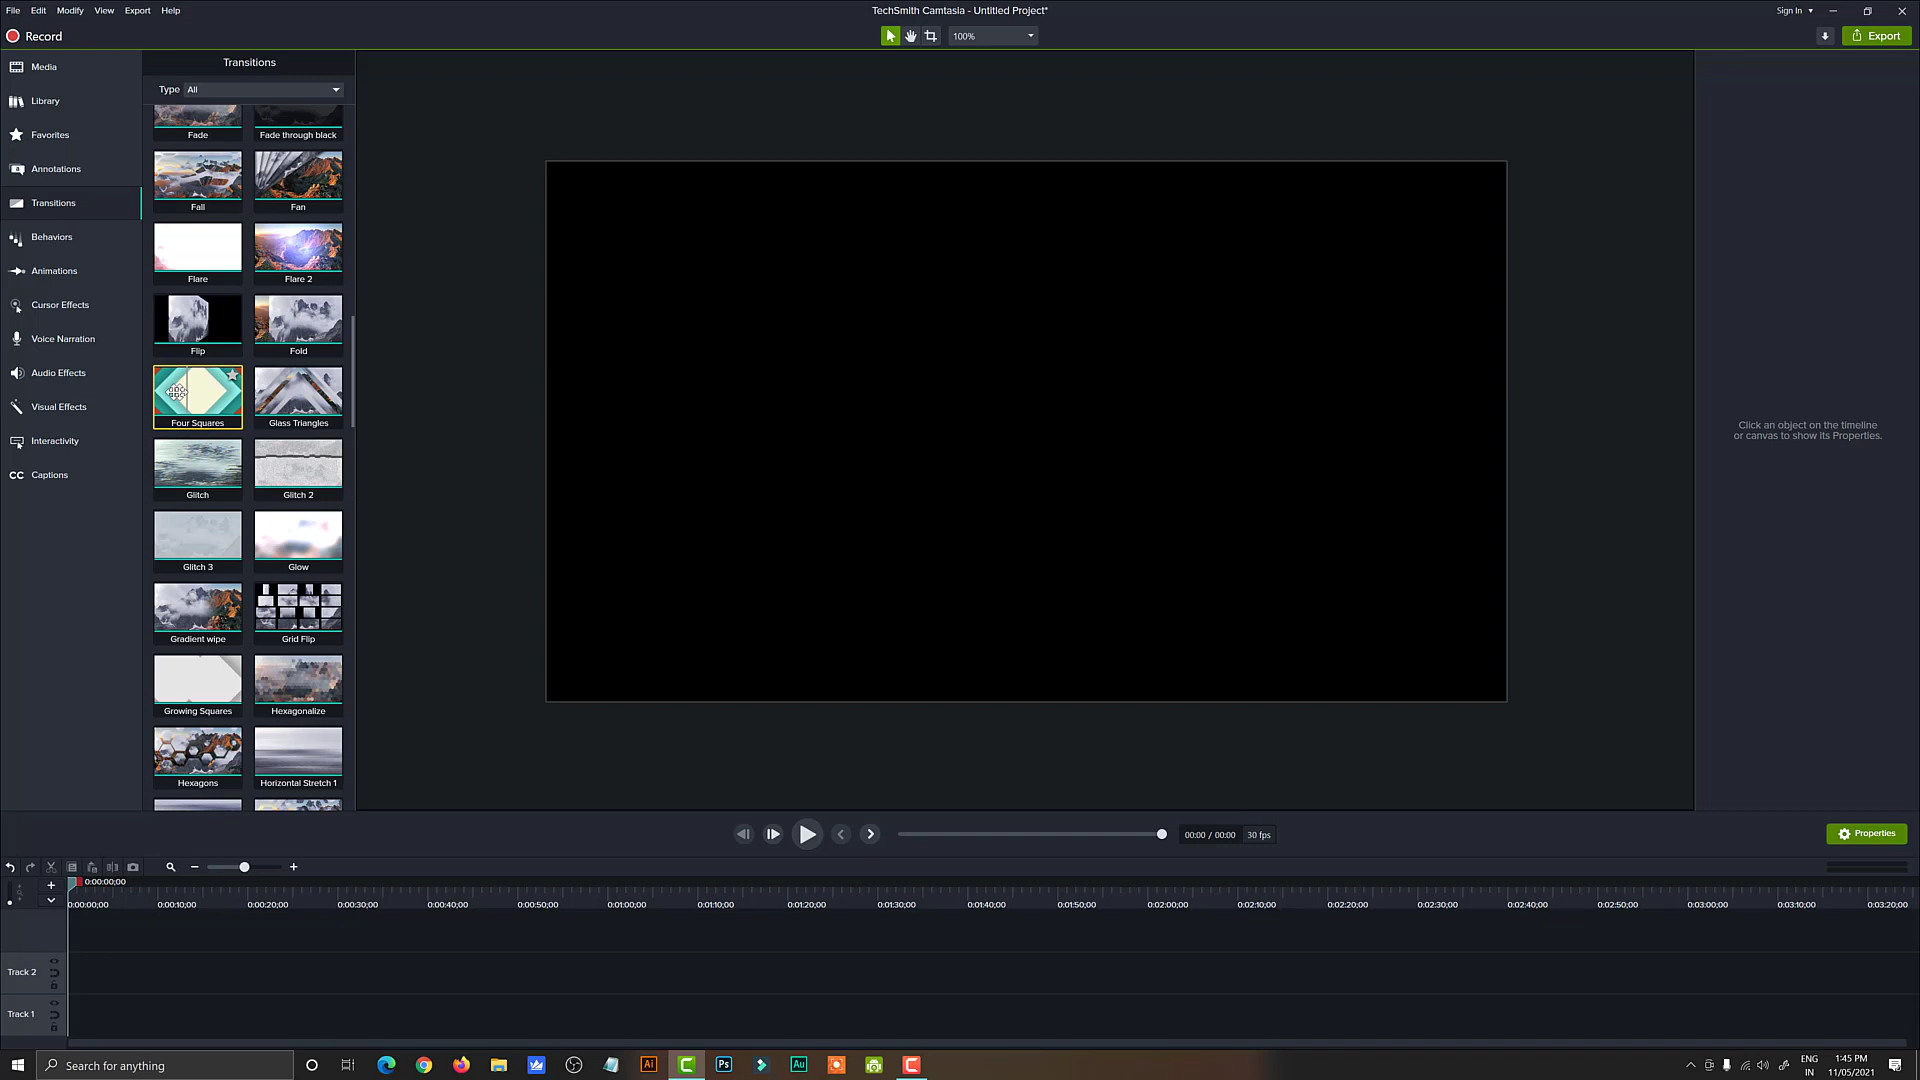 File Edit Modify View Export Help
TechSmith Camtasia - Untitled Project*
Sign In
Record
100%
Export
Media
Library
Favorites
Annotations
Transitions
Behaviors
Animations
Cursor Effects
Voice Narration
Audio Effects
Visual Effects
Interactivity
CC Captions
Transitions
Type All
Fade Fade through black
Fall Fan
Flare Flare 2
Flip Fold
Four Squares Glass Triangles
Glitch Glitch 2
Glitch 3 Glow
Gradient wipe Grid Flip
Growing Squares Hexagonalize
Hexagons Horizontal Stretch 1
Click an object on the timeline
or canvas to show its Properties.
00:00 / 00:00 30 fps
Properties
0:00:00;00
0:00:00;00 0:00:10;00 0:00:20;00 0:00:30;00 0:00:40;00 0:00:50;00 0:01:00;00 0:01:10;00 0:01:20;00 0:01:30;00 0:01:40;00 0:01:50;00 0:02:00;00 0:02:10;00 0:02:20;00 0:02:30;00 0:02:40;00 0:02:50;00 0:03:00;00 0:03:10;00 0:03:20;00
Track 2
Track 1
Search for anything
Ai
C
Ps
Au
C
ENG
IN
1:45 PM
11/05/2021